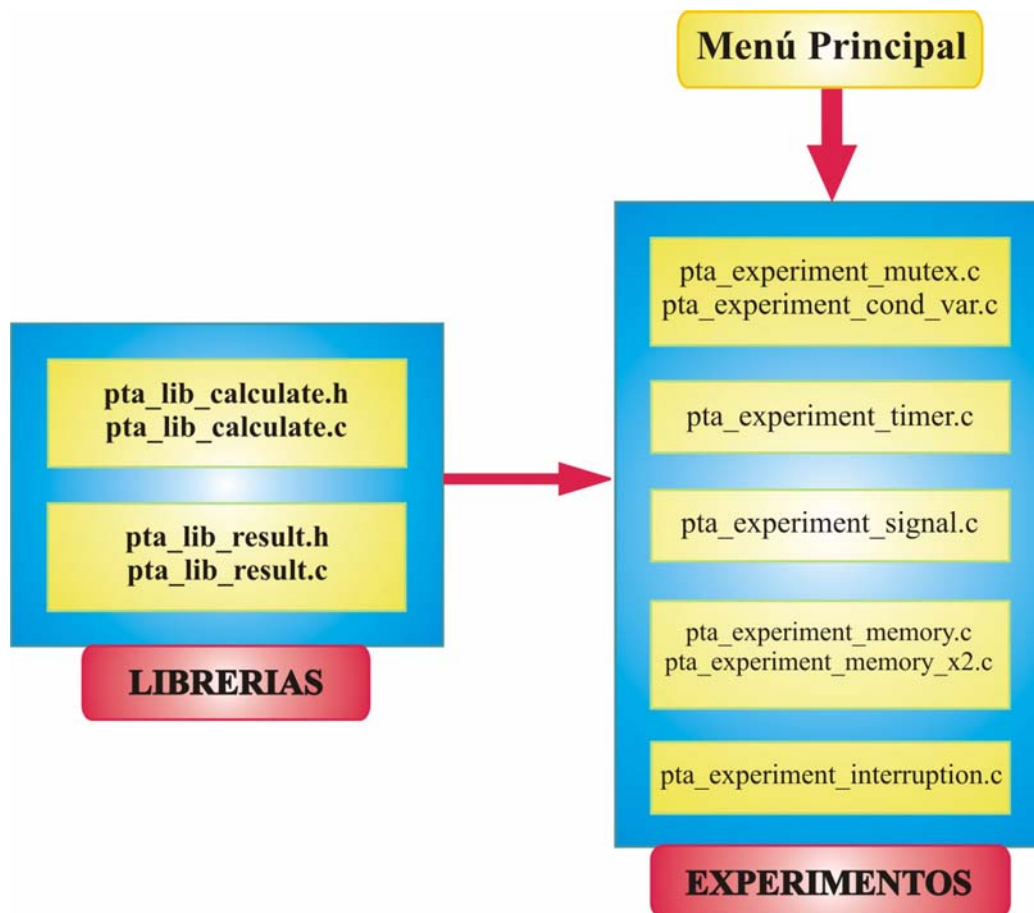 Menú Principal
pta_experiment_mutex.c
pta_experiment_cond_var.c
pta_experiment_timer.c
pta_experiment_signal.c
pta_experiment_memory.c
pta_experiment_memory_x2.c
pta_experiment_interruption.c
EXPERIMENTOS
pta_lib_calculate.h
pta_lib_calculate.c
pta_lib_result.h
pta_lib_result.c
LIBRERIAS